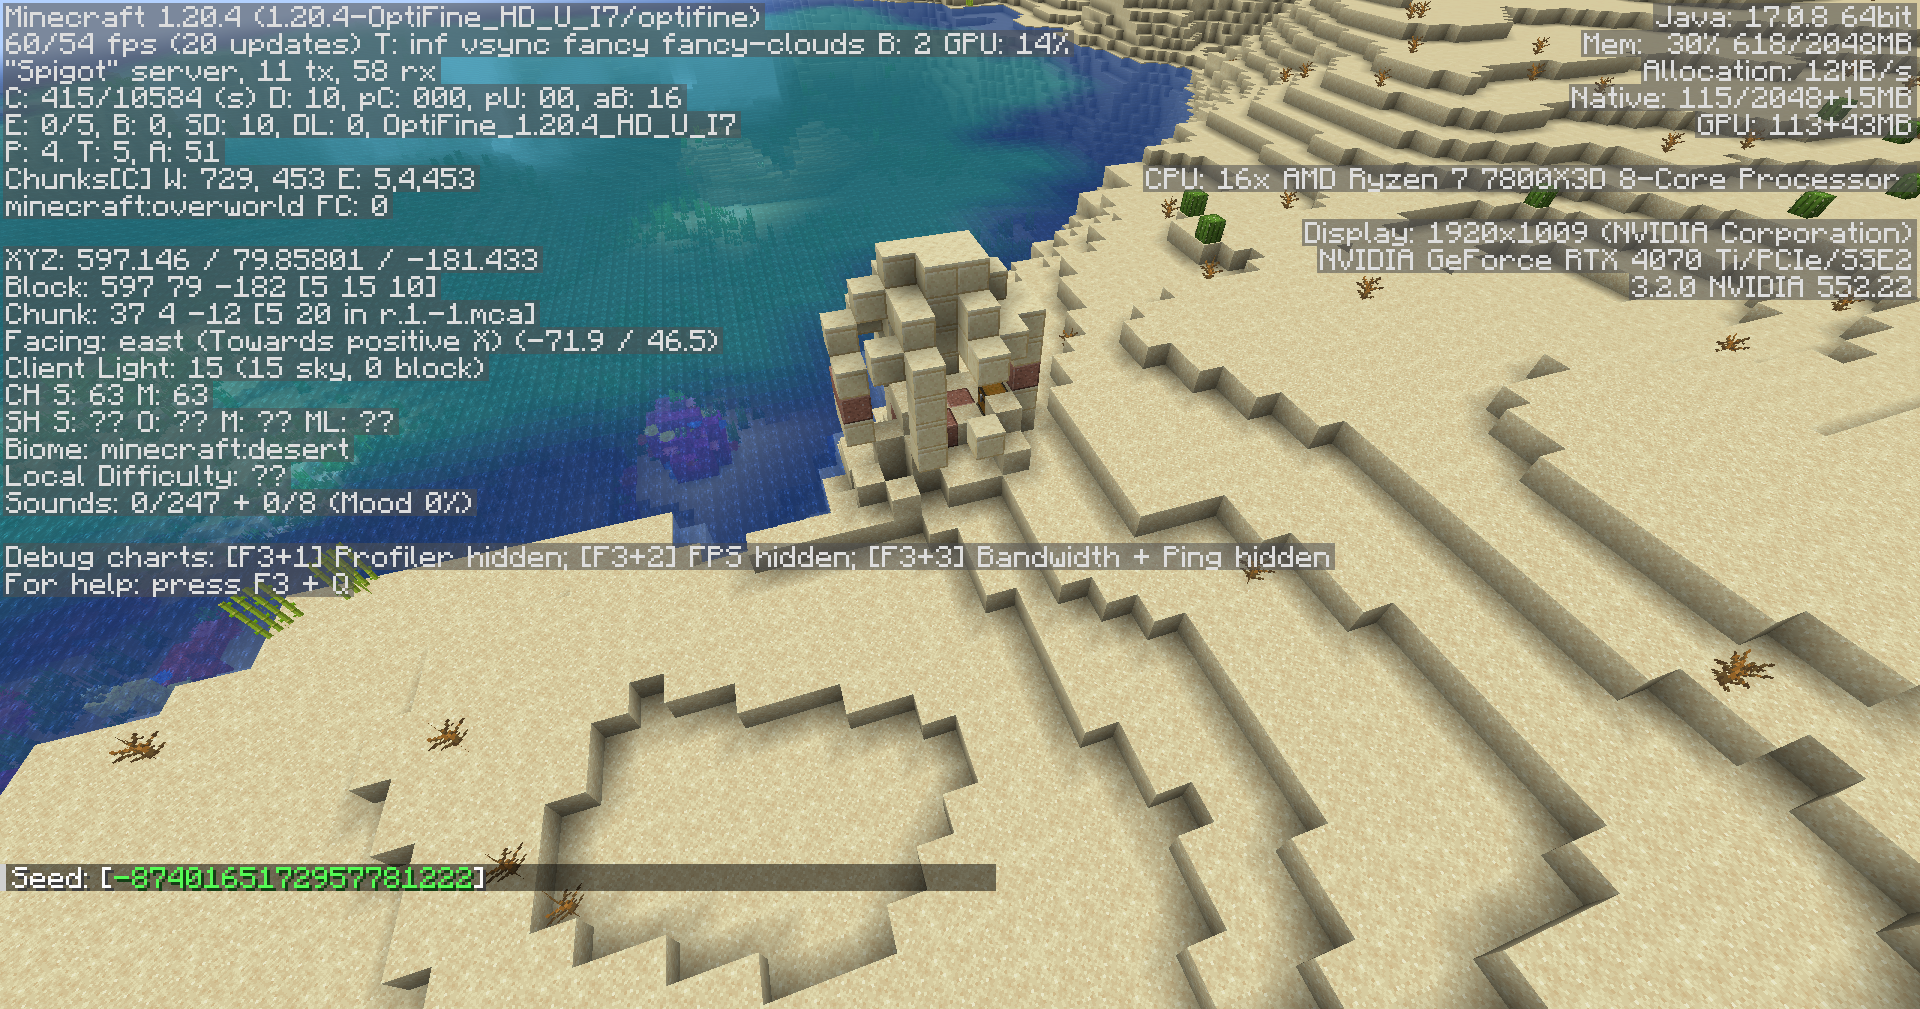 Minecraft 1.20.4 (1.20.4-OptiFine_HD_U_I7/optifine)
60/54 fps (20 updates) T: inf vsync fancy fancy-clouds B: 2 GPU: 14%
"Spigot" server, 11 tx, 58 rx
C: 415/10584 (s) D: 10, pC: 000, pU: 00, aB: 16
E: 0/5, B: 0, SD: 10, DL: 0, OptiFine_1.20.4_HD_U_I7
P: 4. T: 5, A: 51
Chunks[C] W: 729, 453 E: 5,4,453
minecraft:overworld FC: 0
XYZ: 597.146 / 79.85801 / -181.433
Block: 597 79 -182 [5 15 10]
Chunk: 37 4 -12 [5 20 in r.1.-1.mca]
Facing: east (Towards positive X) (-71.9 / 46.5)
Client Light: 15 (15 sky, 0 block)
CH S: 63 M: 63
SH S: ?? O: ?? M: ?? ML: ??
Biome: minecraft:desert
Local Difficulty: ??
Sounds: 0/247 + 0/8 (Mood 0%)
Debug charts: [F3+1] Profiler hidden; [F3+2] FPS hidden; [F3+3] Bandwidth + Ping hidden
For help: press F3 + Q
Java: 17.0.8 64bit
Mem: 30% 618/2048MB
Allocation: 12MB/s
Native: 115/2048+15MB
GPU: 113+43MB
CPU: 16x AMD Ryzen 7 7800X3D 8-Core Processor
Display: 1920x1009 (NVIDIA Corporation)
NVIDIA GeForce RTX 4070 Ti/PCIe/SSE2
3.2.0 NVIDIA 552.22
Seed: [-8740165172957781222]